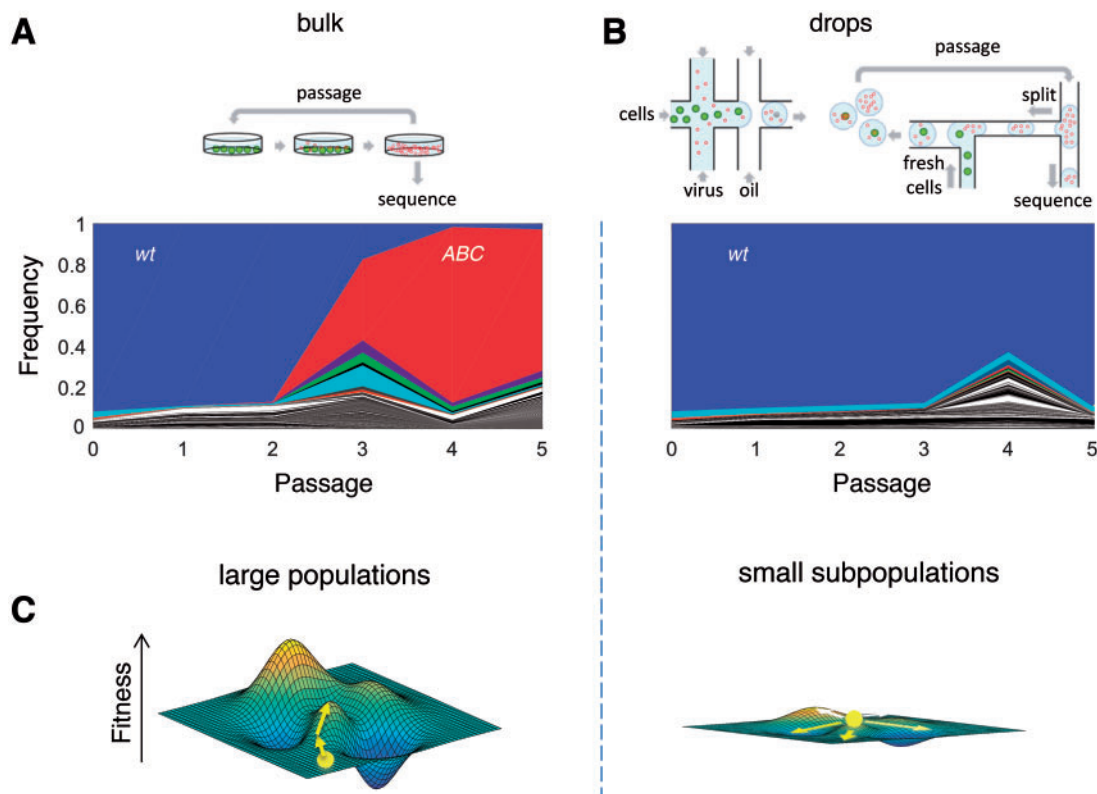 A
bulk
passage
sequence
Frequency
1
0.8
0.6
0.4
0.2
0
wt
ABC
0
1
2
3
4
5
Passage
B
drops
passage
cells
virus
oil
split
fresh
cells
sequence
wt
0
1
2
3
4
5
Passage
C
large populations
small subpopulations
Fitness